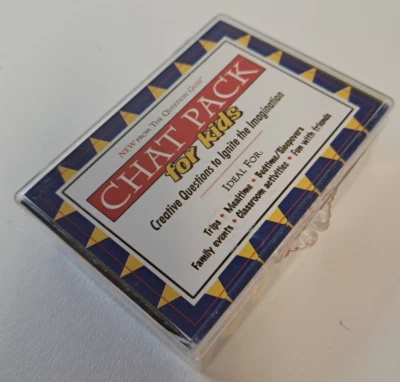 NEW FROM THE QUESTION GUYS™
CHAT PACK
for kids
Creative Questions to Ignite the Imagination
IDEAL FOR:
Trips • Mealtime • Bedtime/Sleepovers
Family events • Classroom activities • Fun with friends